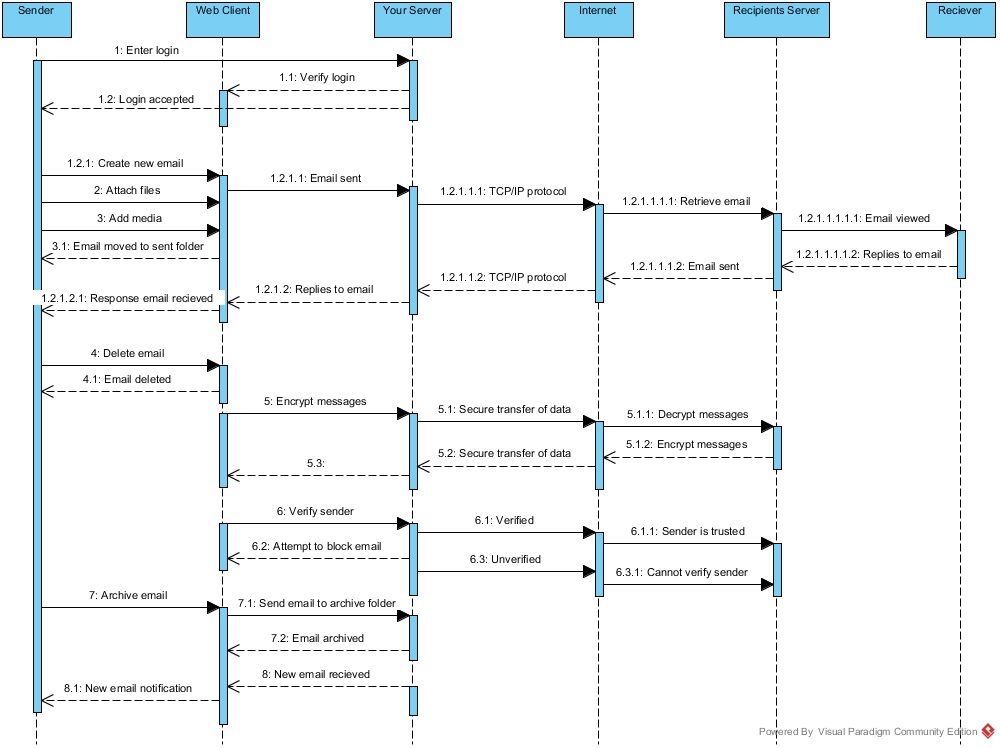 Sender
Web Client
Your Server
Internet
Recipients Server
Reciever
1: Enter login
1.1: Verify login
1.2: Login accepted
1.2.1: Create new email
1.2.1.1: Email sent
2: Attach files
1.2.1.1.1: TCP/IP protocol
1.2.1.1.1.1: Retrieve email
3: Add media
1.2.1.1.1.1.1: Email viewed
3.1: Email moved to sent folder
1.2.1.1.1.1.2: Replies to email
1.2.1.1.1.2: Email sent
1.2.1.1.2: TCP/IP protocol
1.2.1.2: Replies to email
1.2.1.2.1: Response email recieved
4: Delete email
4.1: Email deleted
5: Encrypt messages
5.1: Secure transfer of data
5.1.1: Decrypt messages
5.1.2: Encrypt messages
5.2: Secure transfer of data
5.3:
6: Verify sender
6.1: Verified
6.1.1: Sender is trusted
6.2: Attempt to block email
6.3: Unverified
6.3.1: Cannot verify sender
7: Archive email
7.1: Send email to archive folder
7.2: Email archived
8: New email recieved
8.1: New email notification
Powered By Visual Paradigm Community Edition